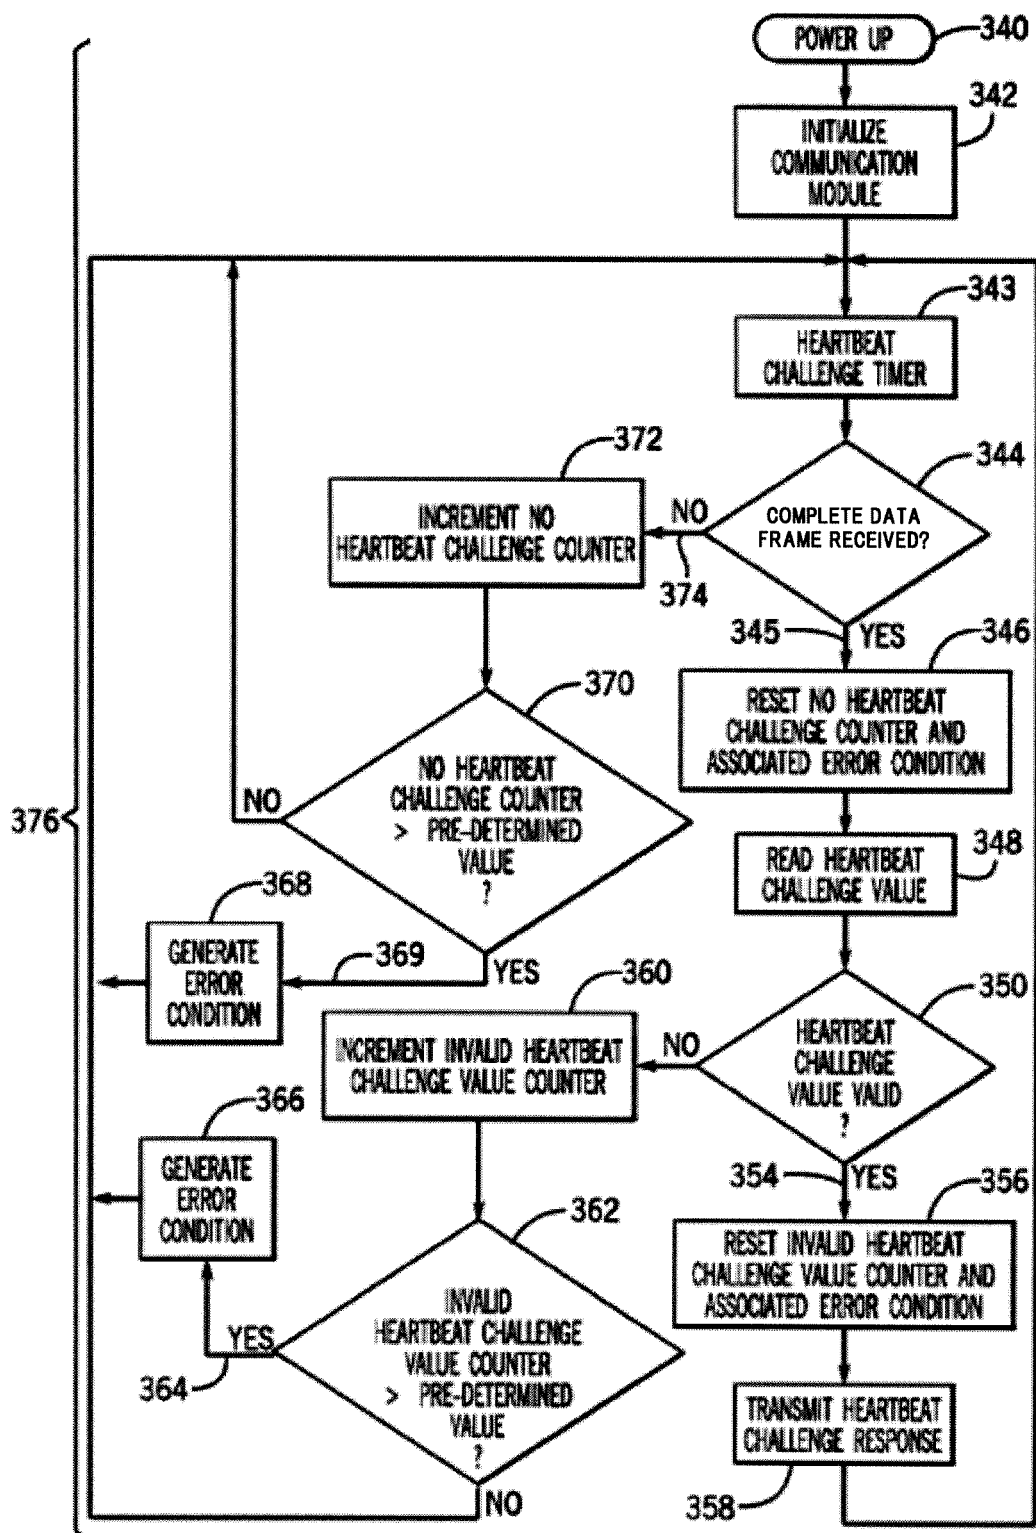 POWER UP
340
342
INITIALIZE
COMMUNICATION
MODULE
343
HEARTBEAT
CHALLENGE TIMER
372
344
INCREMENT NO
HEARTBEAT CHALLENGE COUNTER
NO
374
COMPLETE DATA
FRAME RECEIVED?
345
YES
346
RESET NO HEARTBEAT
CHALLENGE COUNTER AND
ASSOCIATED ERROR CONDITION
370
NO HEARTBEAT
CHALLENGE COUNTER
> PRE-DETERMINED
VALUE
?
NO
376
348
READ HEARTBEAT
CHALLENGE VALUE
368
GENERATE
ERROR
CONDITION
369
YES
360
350
HEARTBEAT
CHALLENGE
VALUE VALID
?
NO
INCREMENT INVALID HEARTBEAT
CHALLENGE VALUE COUNTER
366
GENERATE
ERROR
CONDITION
354
YES
356
362
RESET INVALID HEARTBEAT
CHALLENGE VALUE COUNTER AND
ASSOCIATED ERROR CONDITION
INVALID
HEARTBEAT CHALLENGE
VALUE COUNTER
> PRE-DETERMINED
VALUE
?
YES
364
NO
TRANSMIT HEARTBEAT
CHALLENGE RESPONSE
358